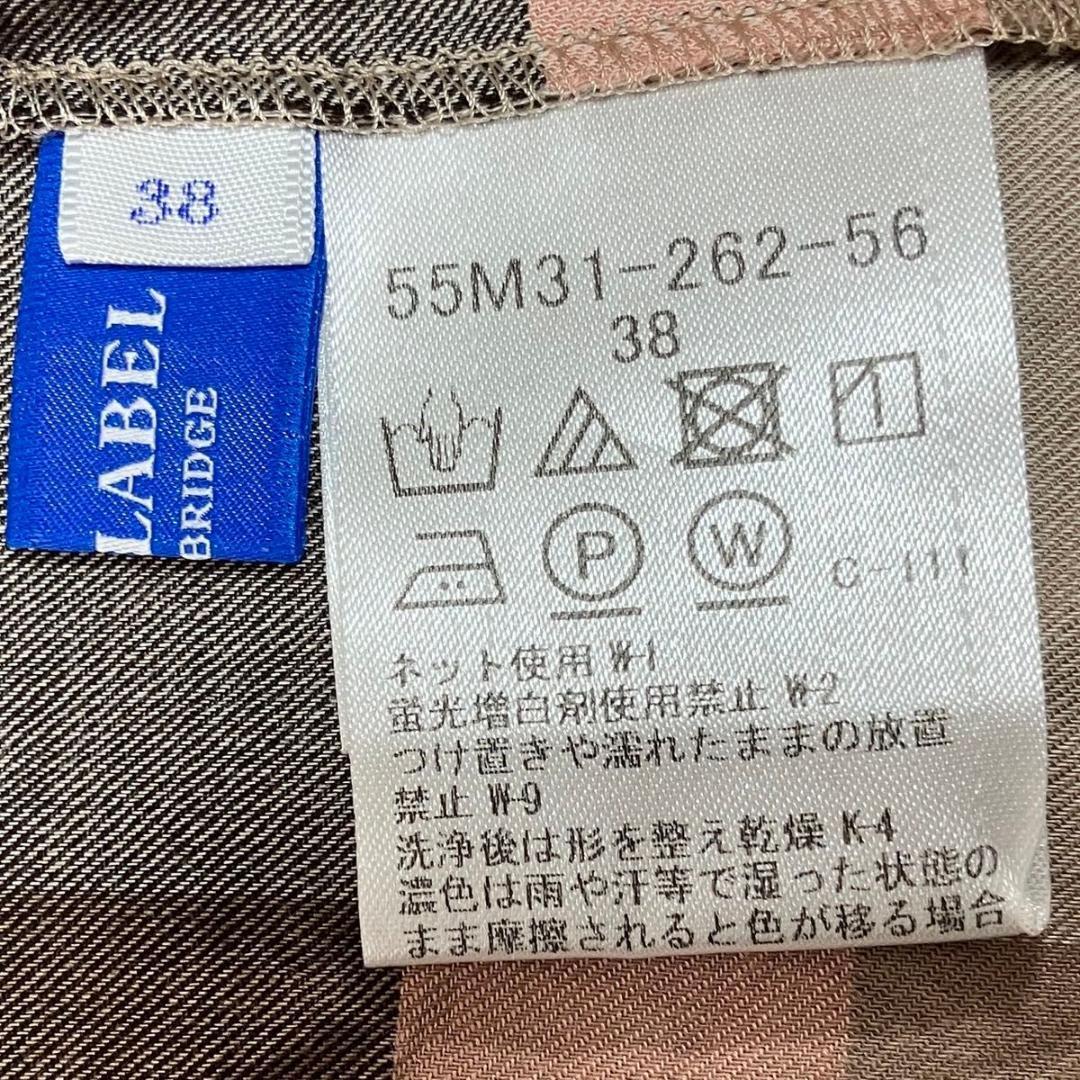 38
LABEL
BRIDGE
55M31-262-56
38
P
W
C-111
ネット使用 W-1
蛍光増白剤使用禁止 W-2
つけ置きや濡れたままの放置
禁止 W-9
洗浄後は形を整え乾燥 K-4
濃色は雨や汗等で湿った状態の
まま摩擦されると色が移る場合